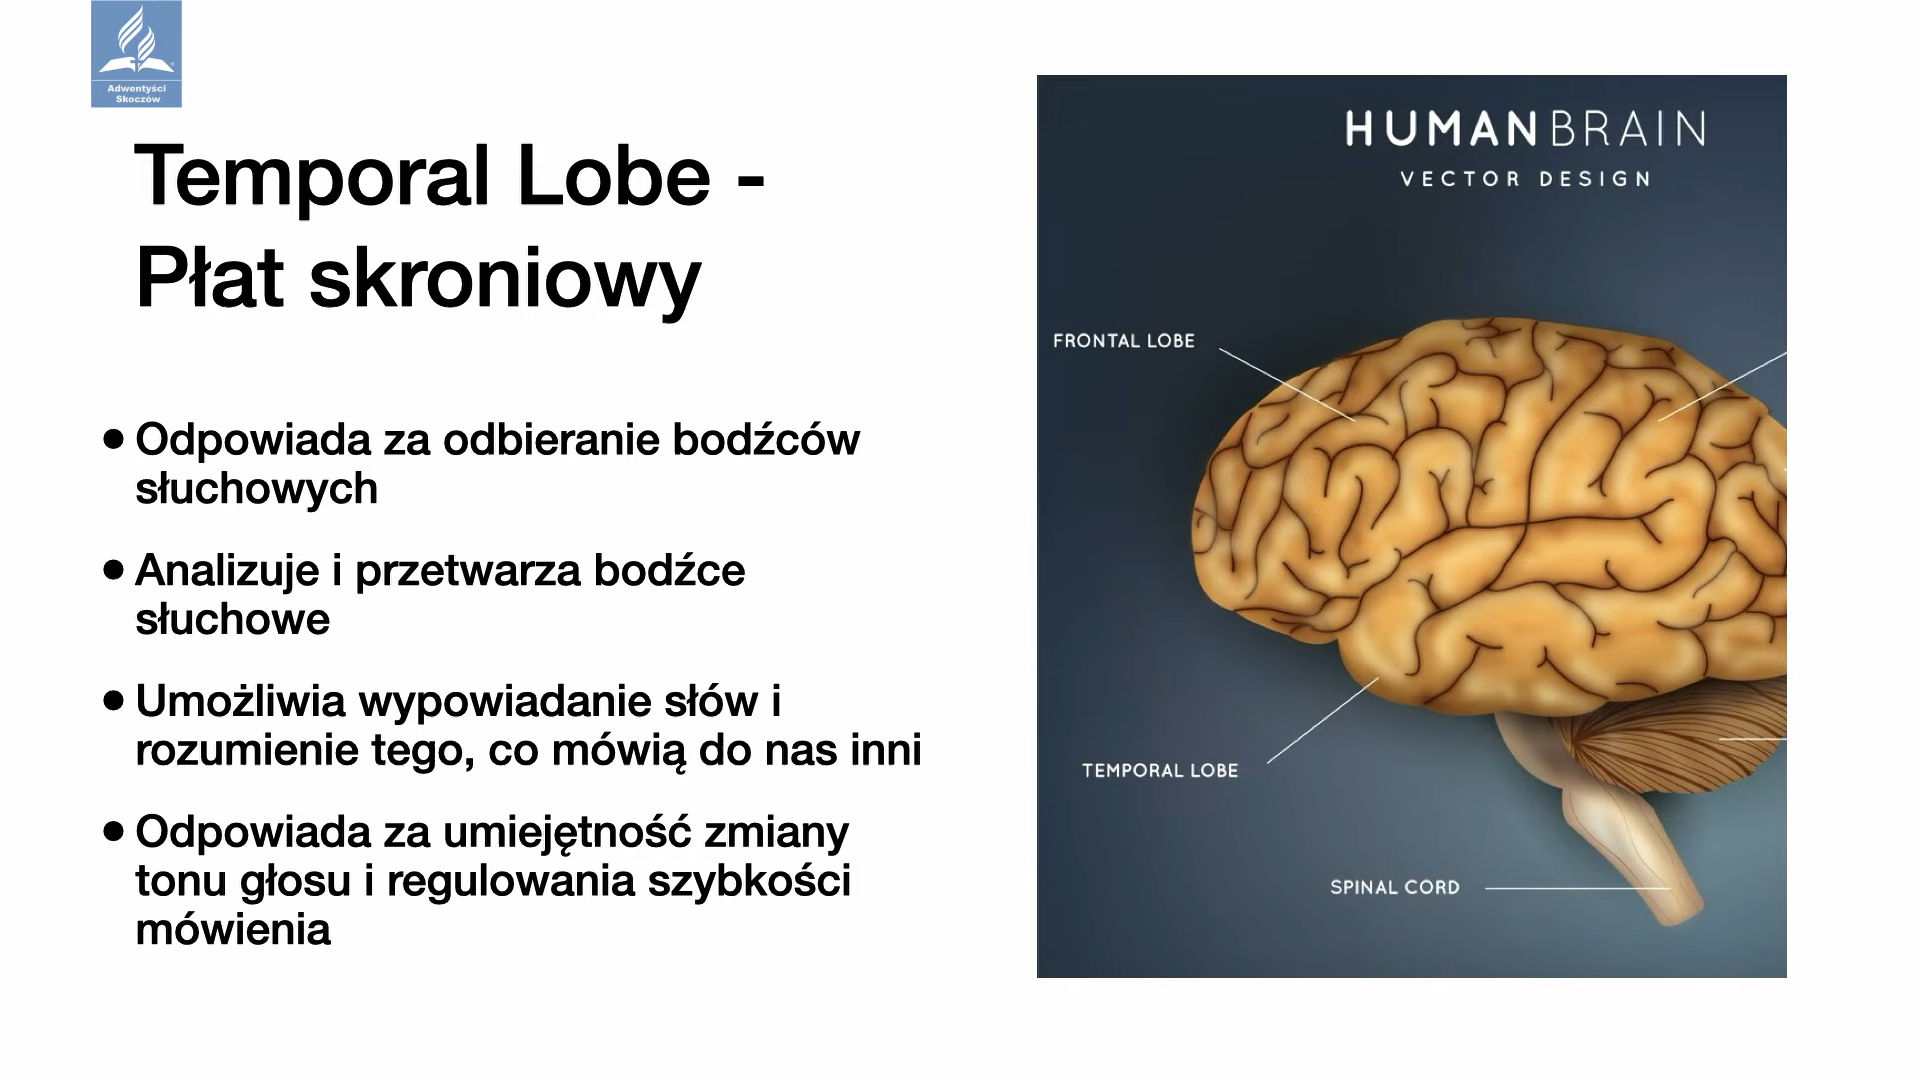 Adwentyści
Skoczów
Temporal Lobe -
Płat skroniowy
• Odpowiada za odbieranie bodźców
słuchowych
• Analizuje i przetwarza bodźce
słuchowe
• Umożliwia wypowiadanie słów i
rozumienie tego, co mówią do nas inni
• Odpowiada za umiejętność zmiany
tonu głosu i regulowania szybkości
mówienia
HUMAN BRAIN
VECTOR DESIGN
FRONTAL LOBE
TEMPORAL LOBE
SPINAL CORD